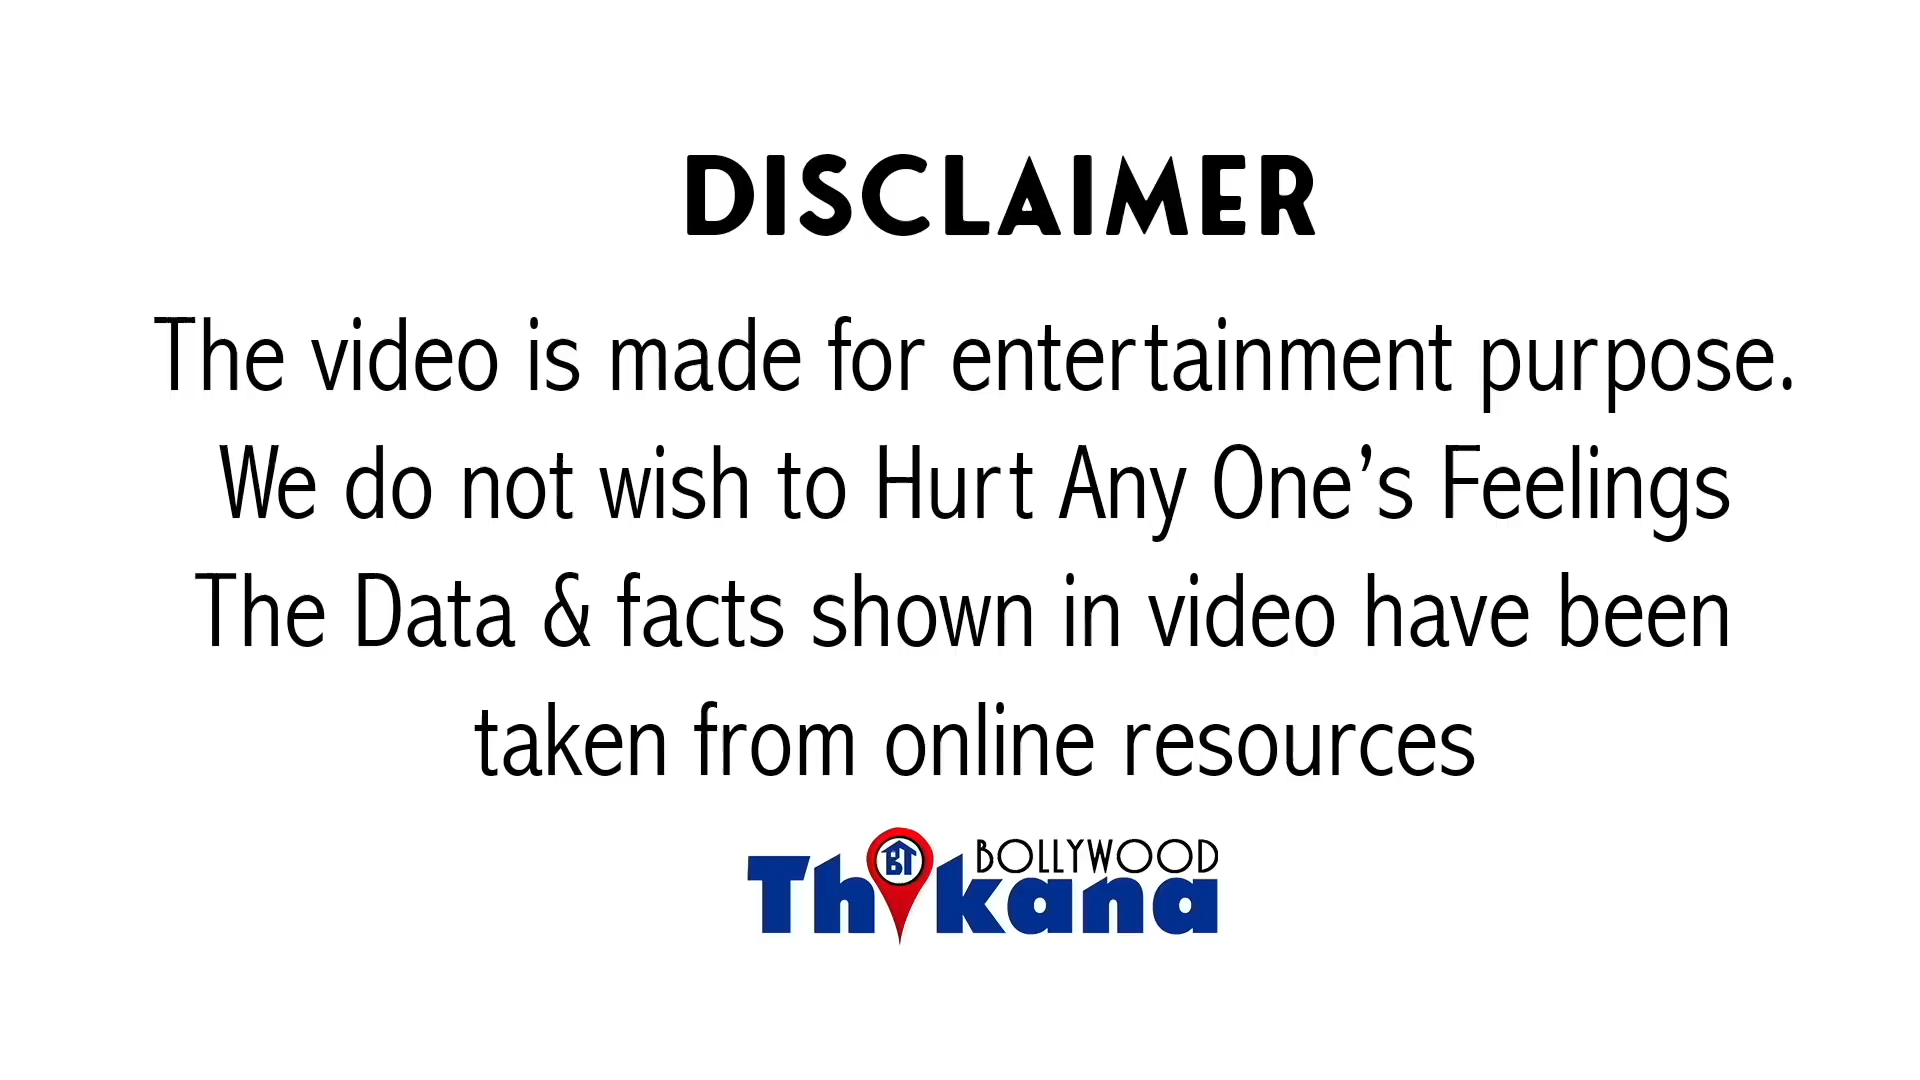 DISCLAIMER
The video is made for entertainment purpose.
We do not wish to Hurt Any One’s Feelings
The Data & facts shown in video have been
taken from online resources
BT
BOLLYWOOD
Thikana